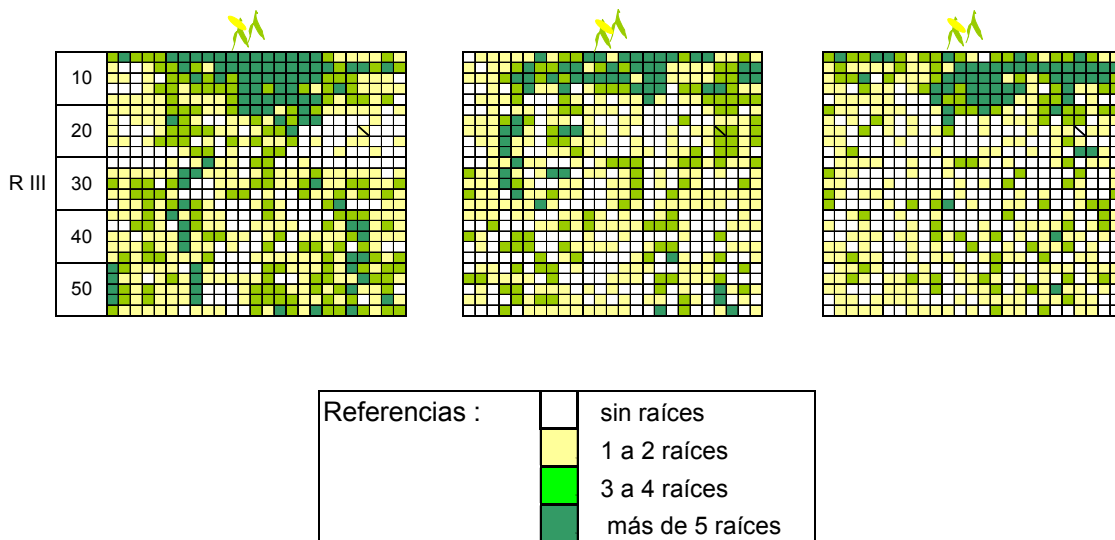 10
20
R III
30
40
50
Referencias :
sin raíces
1 a 2 raíces
3 a 4 raíces
más de 5 raíces